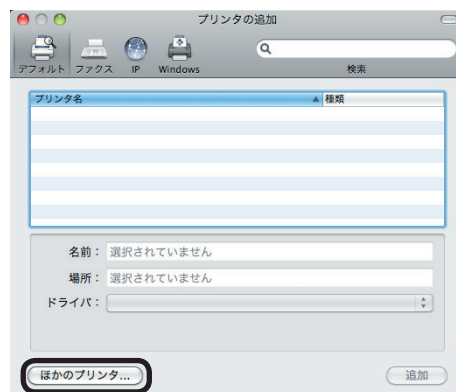 プリンタの追加
デフォルト ファクス IP Windows 検索
プリンタ名 種類
名前： 選択されていません
場所： 選択されていません
ドライバ：
ほかのプリンタ... 追加